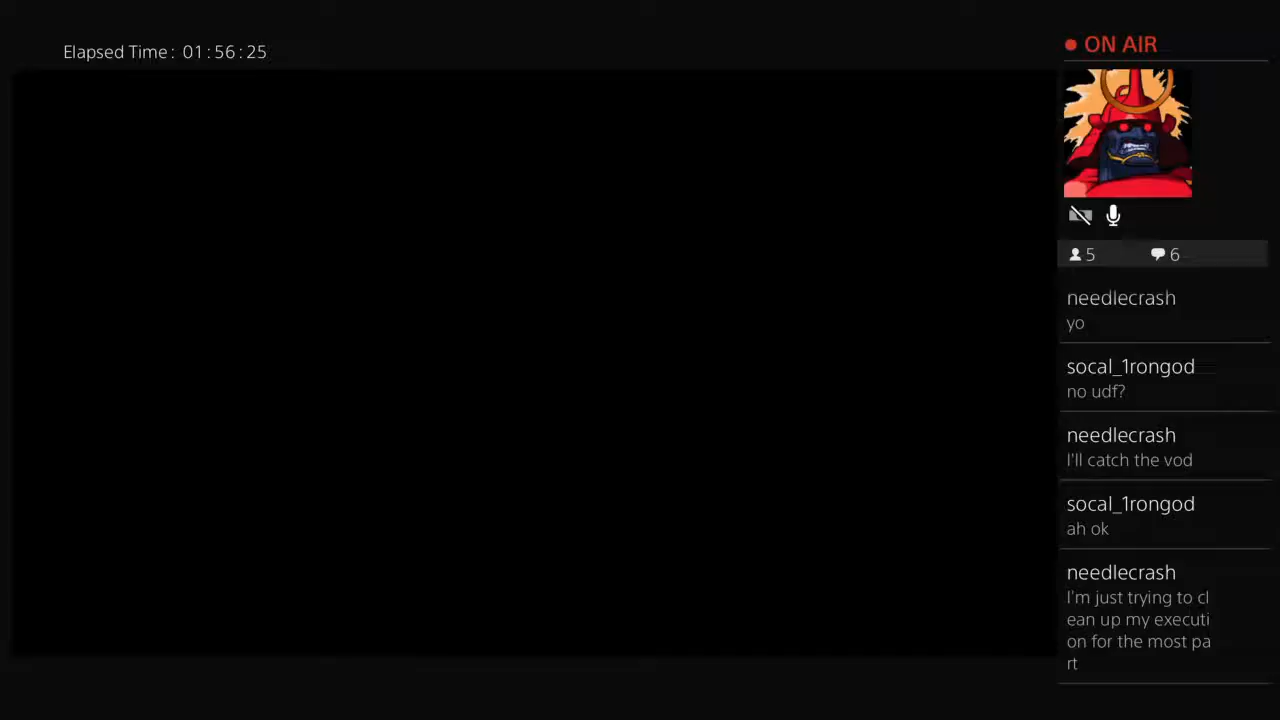 Elapsed Time: 01:56:25
ON AIR
5 6
needlecrash
yo
socal_1rongod
no udf?
needlecrash
I'll catch the vod
socal_1rongod
ah ok
needlecrash
I'm just trying to cl
ean up my executi
on for the most pa
rt